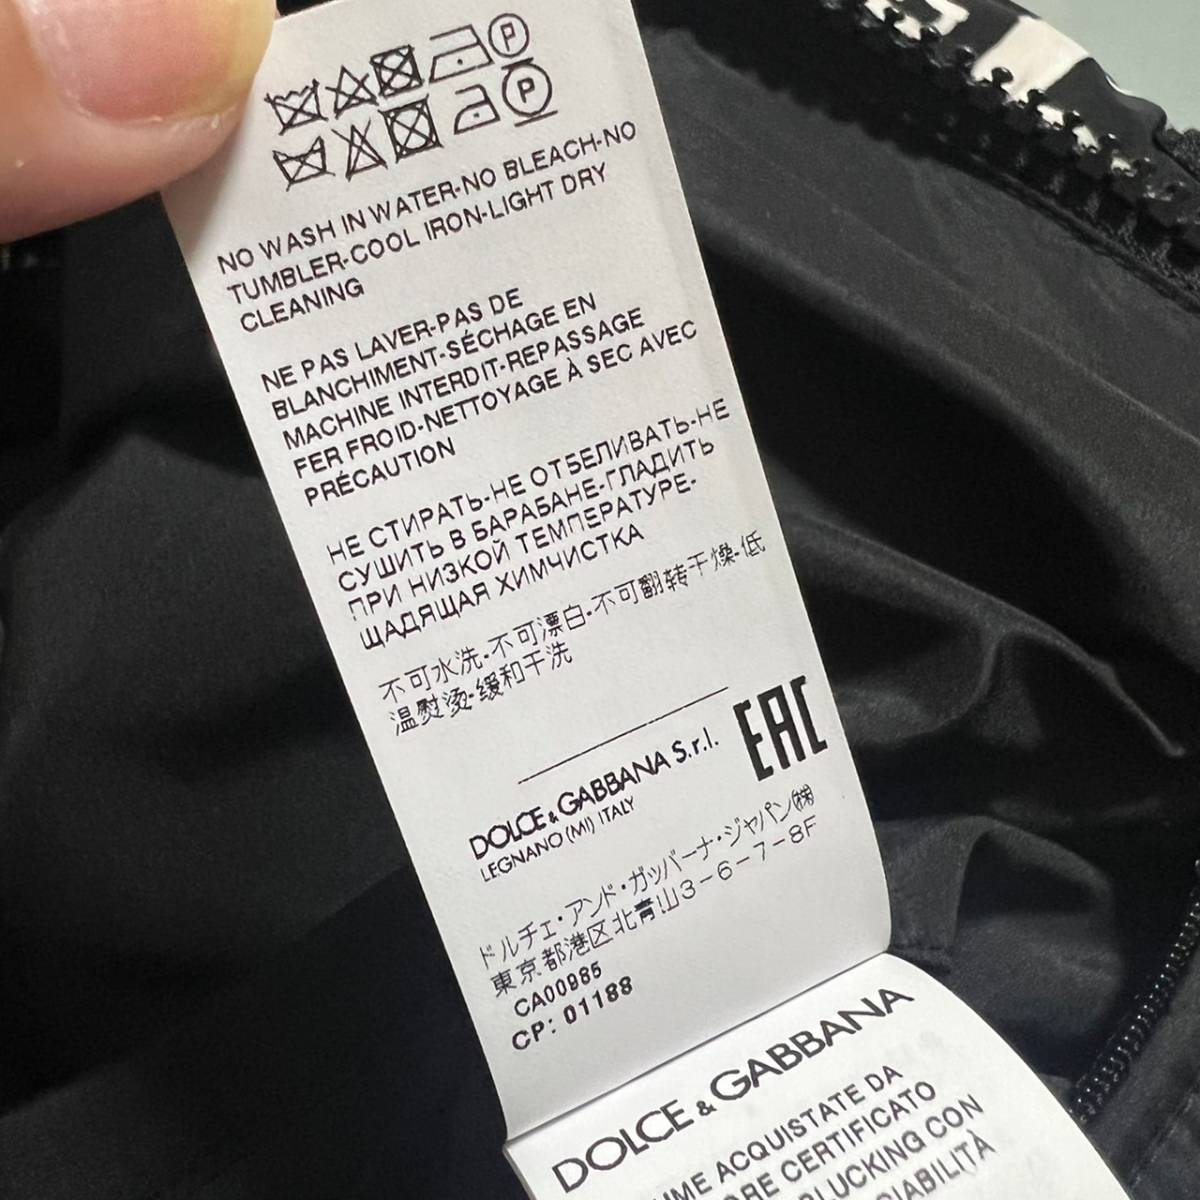 P
P
NO WASH IN WATER-NO BLEACH-NO
TUMBLER-COOL IRON-LIGHT DRY
CLEANING
NE PAS LAVER-PAS DE
BLANCHIMENT-SÉCHAGE EN
MACHINE INTERDIT-REPASSAGE
FER FROID-NETTOYAGE À SEC AVEC
PRÉCAUTION
НЕ СТИРАТЬ-НЕ ОТБЕЛИВАТЬ-НЕ
СУШИТЬ В БАРАБАНЕ-ГЛАДИТЬ
ПРИ НИЗКОЙ ТЕМПЕРАТУРЕ-
ЩАДЯЩАЯ ХИМЧИСТКА
不可水洗-不可漂白-不可翻转干燥-低
温熨烫-缓和干洗
EAC
DOLCE&GABBANA S.r.l.
LEGNANO (MI) ITALY
ドルチェ・アンド・ガッバーナ・ジャパン㈱
東京都港区北青山3-6-7-8F
CA00985
CP: 01188
DOLCE & GABBANA
ACQUISTATE DA
CERTIFICATO
CON